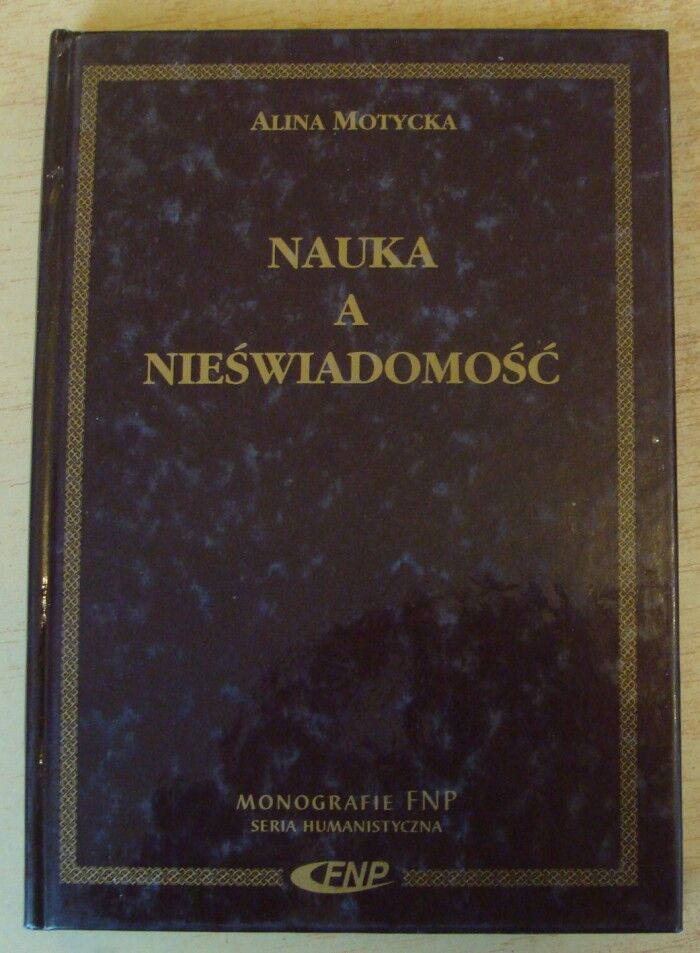 ALINA MOTYCKA
NAUKA
A
NIEŚWIADOMOŚĆ
MONOGRAFIE FNP
SERIA HUMANISTYCZNA
FNP